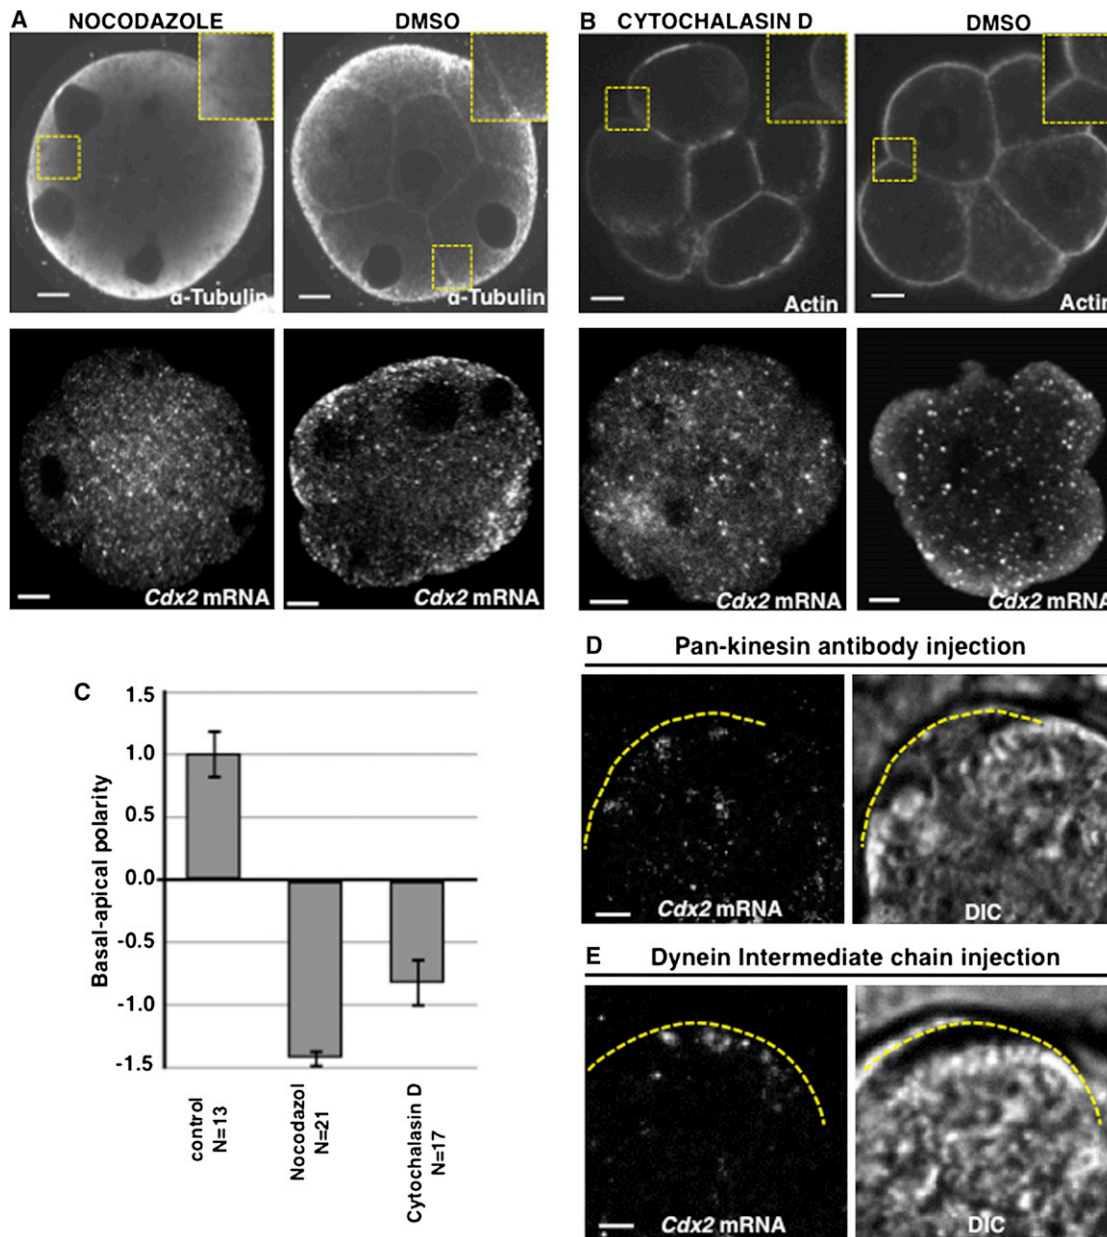 A NOCODAZOLE DMSO
α-Tubulin α-Tubulin
Cdx2 mRNA Cdx2 mRNA
B CYTOCHALASIN D DMSO
Actin Actin
Cdx2 mRNA Cdx2 mRNA
C
Basal-apical polarity
1.5
1.0
0.5
0.0
-0.5
-1.0
-1.5
control
N=13
Nocodazol
N=21
Cytochalasin D
N=17
D Pan-kinesin antibody injection
Cdx2 mRNA DIC
E Dynein Intermediate chain injection
Cdx2 mRNA DIC